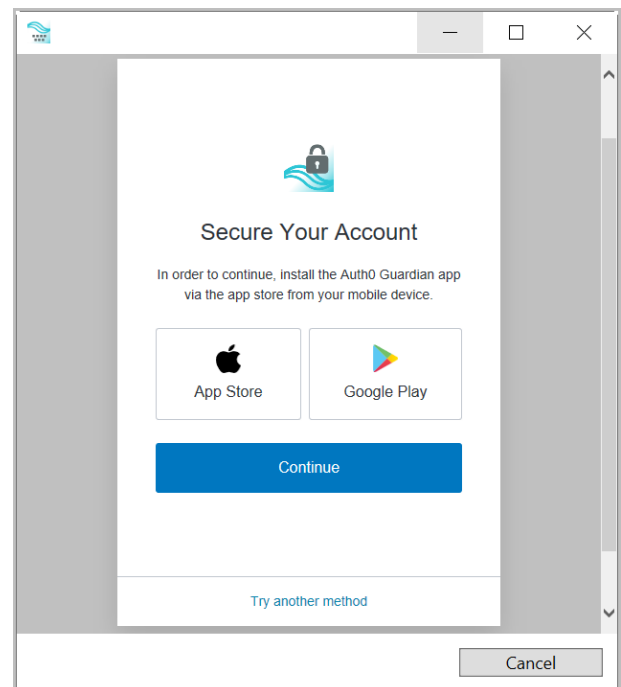 Secure Your Account
In order to continue, install the Auth0 Guardian app
via the app store from your mobile device.
App Store
Google Play
Continue
Try another method
Cancel